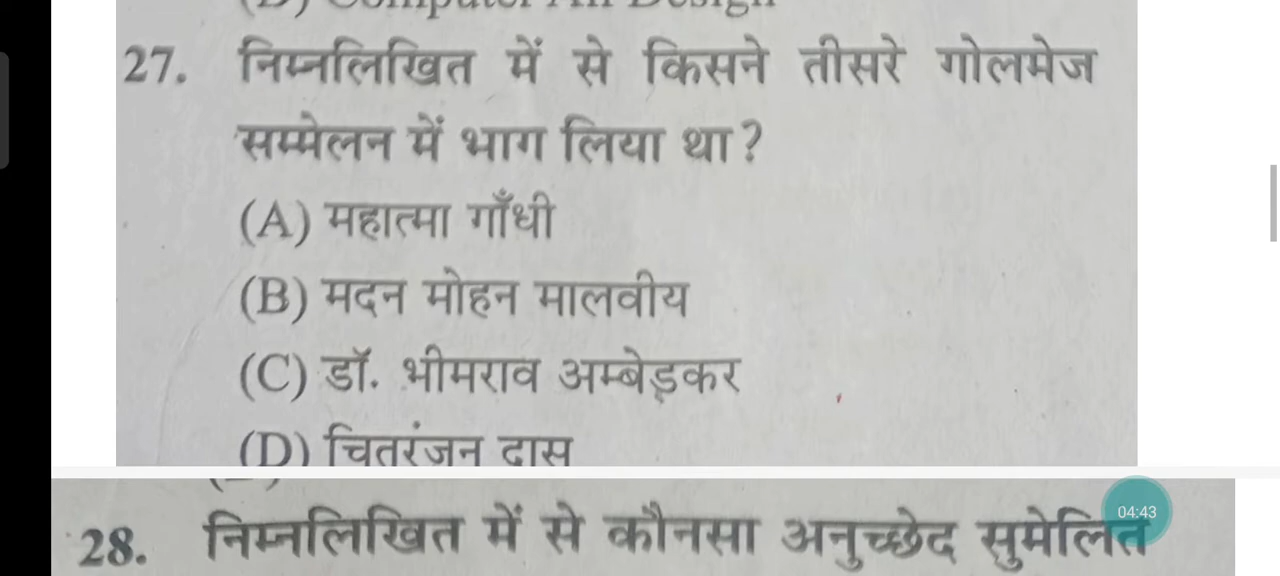 27. निम्नलिखित में से किसने तीसरे गोलमेज
सम्मेलन में भाग लिया था?
(A) महात्मा गाँधी
(B) मदन मोहन मालवीय
(C) डॉ. भीमराव अम्बेड़कर
(D) चितरंजन दास
28. निम्नलिखित में से कौनसा अनुच्छेद सुमेलित
04:43